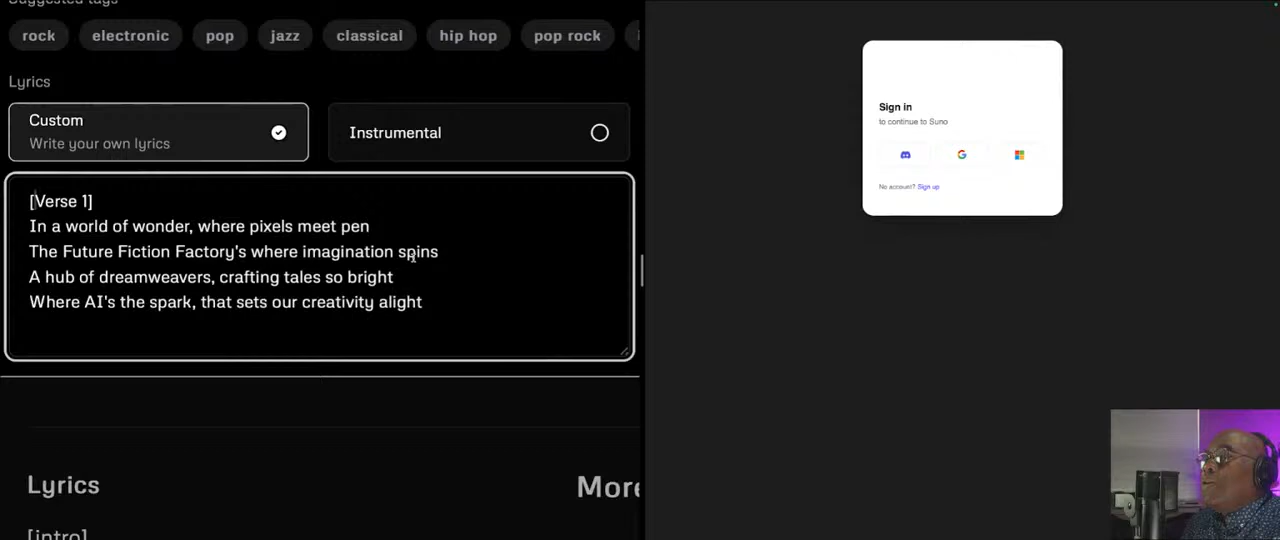 Suggested tags
rock electronic pop jazz classical hip hop pop rock
Lyrics
Custom
Write your own lyrics
Instrumental
[Verse 1]
In a world of wonder, where pixels meet pen
The Future Fiction Factory's where imagination spins
A hub of dreamweavers, crafting tales so bright
Where AI's the spark, that sets our creativity alight
Lyrics
More
[intro]
Sign in
to continue to Suno
No account? Sign up